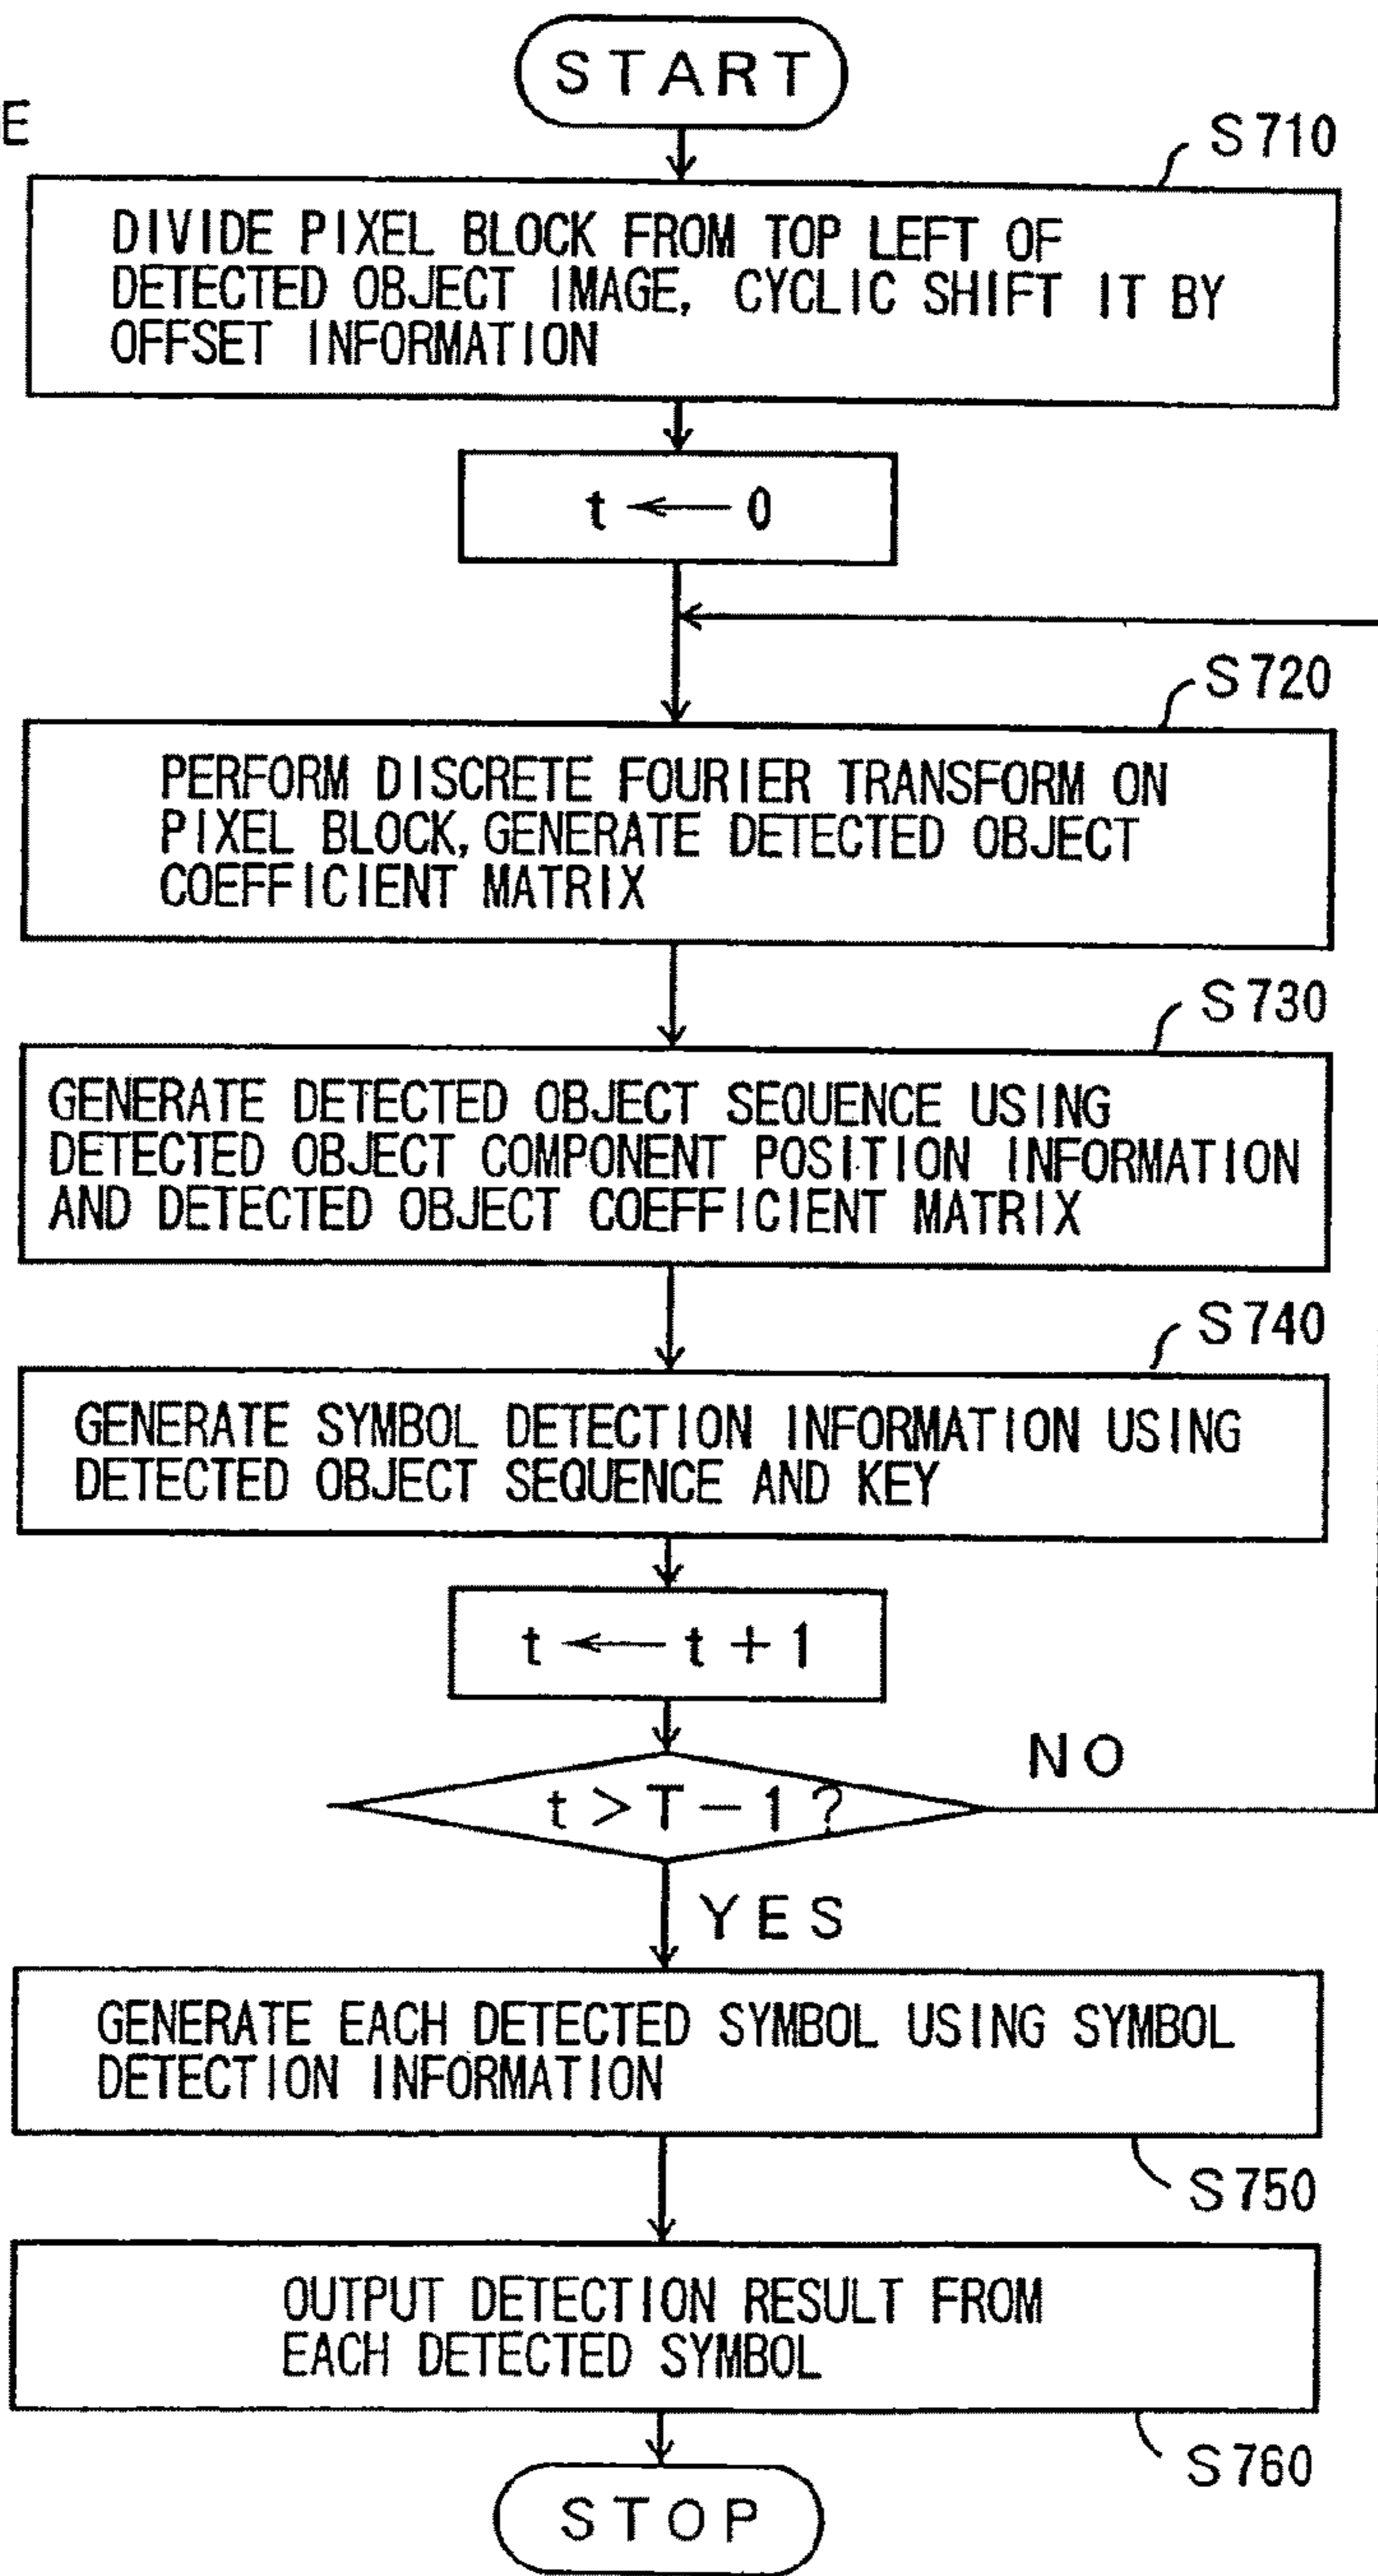 START
E
S710
DIVIDE PIXEL BLOCK FROM TOP LEFT OF
DETECTED OBJECT IMAGE, CYCLIC SHIFT IT BY
OFFSET INFORMATION
t ← 0
S720
PERFORM DISCRETE FOURIER TRANSFORM ON
PIXEL BLOCK, GENERATE DETECTED OBJECT
COEFFICIENT MATRIX
S730
GENERATE DETECTED OBJECT SEQUENCE USING
DETECTED OBJECT COMPONENT POSITION INFORMATION
AND DETECTED OBJECT COEFFICIENT MATRIX
S740
GENERATE SYMBOL DETECTION INFORMATION USING
DETECTED OBJECT SEQUENCE AND KEY
t ← t + 1
NO
t > T - 1 ?
YES
GENERATE EACH DETECTED SYMBOL USING SYMBOL
DETECTION INFORMATION
S750
OUTPUT DETECTION RESULT FROM
EACH DETECTED SYMBOL
S760
STOP